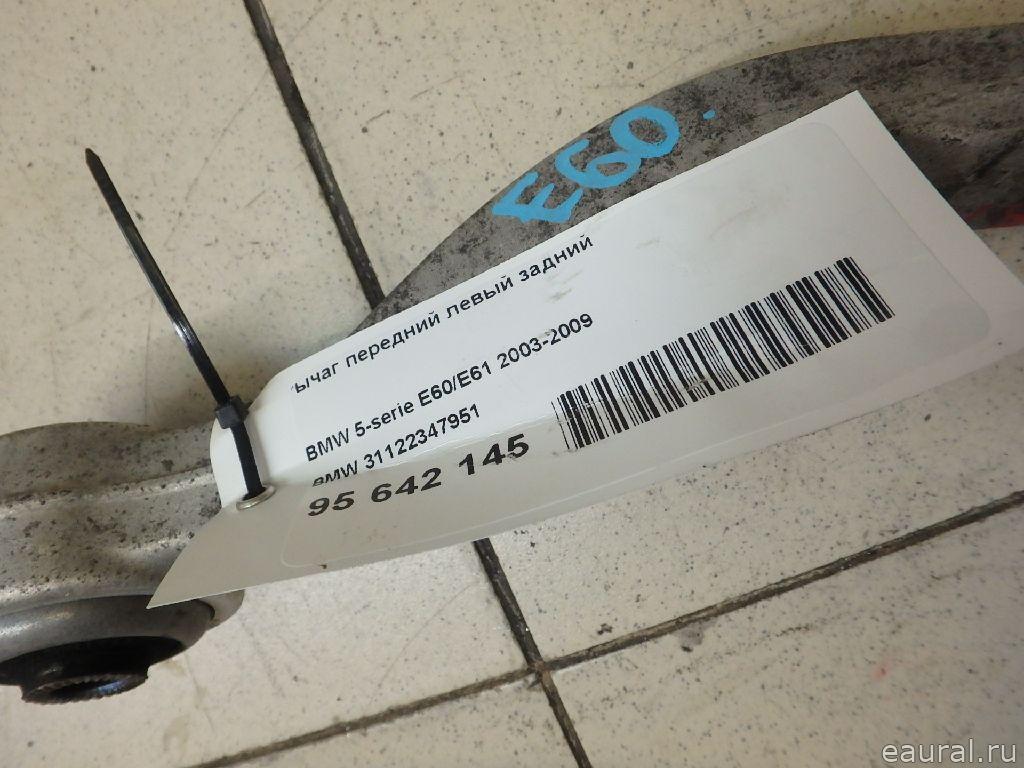 E60.
ычаг передний левый задний
BMW 5-serie E60/E61 2003-2009
BMW 31122347951
95 642 145
eaural.ru